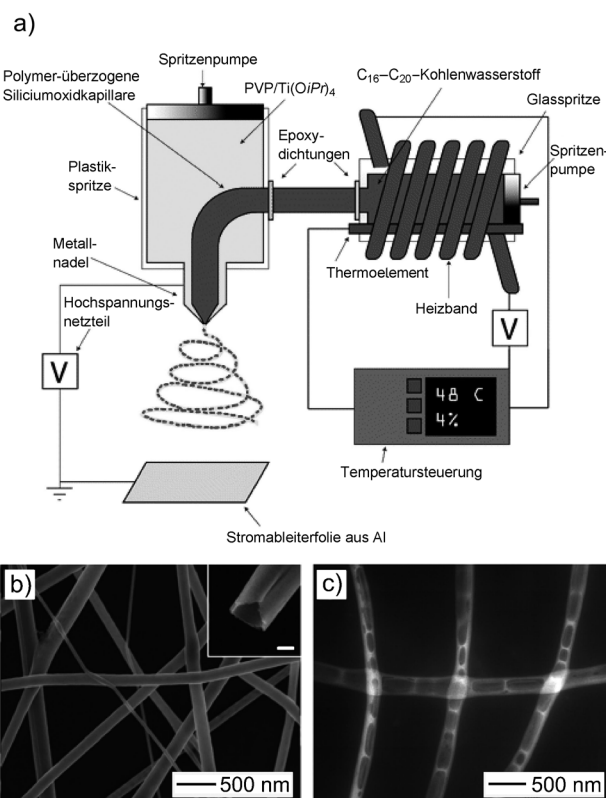 a)
Spritzenpumpe
Polymer-überzogene
Siliciumoxidkapillare
PVP/Ti(OiPr)₄
C₁₆–C₂₀–Kohlenwasserstoff
Glasspritze
Epoxy-
dichtungen
Spritzen-
pumpe
Plastik-
spritze
Metall-
nadel
Thermoelement
Hochspannungs-
netzteil
Heizband
V
V
48 C
4%
Temperatursteuerung
Stromableiterfolie aus Al
b)
500 nm
c)
500 nm